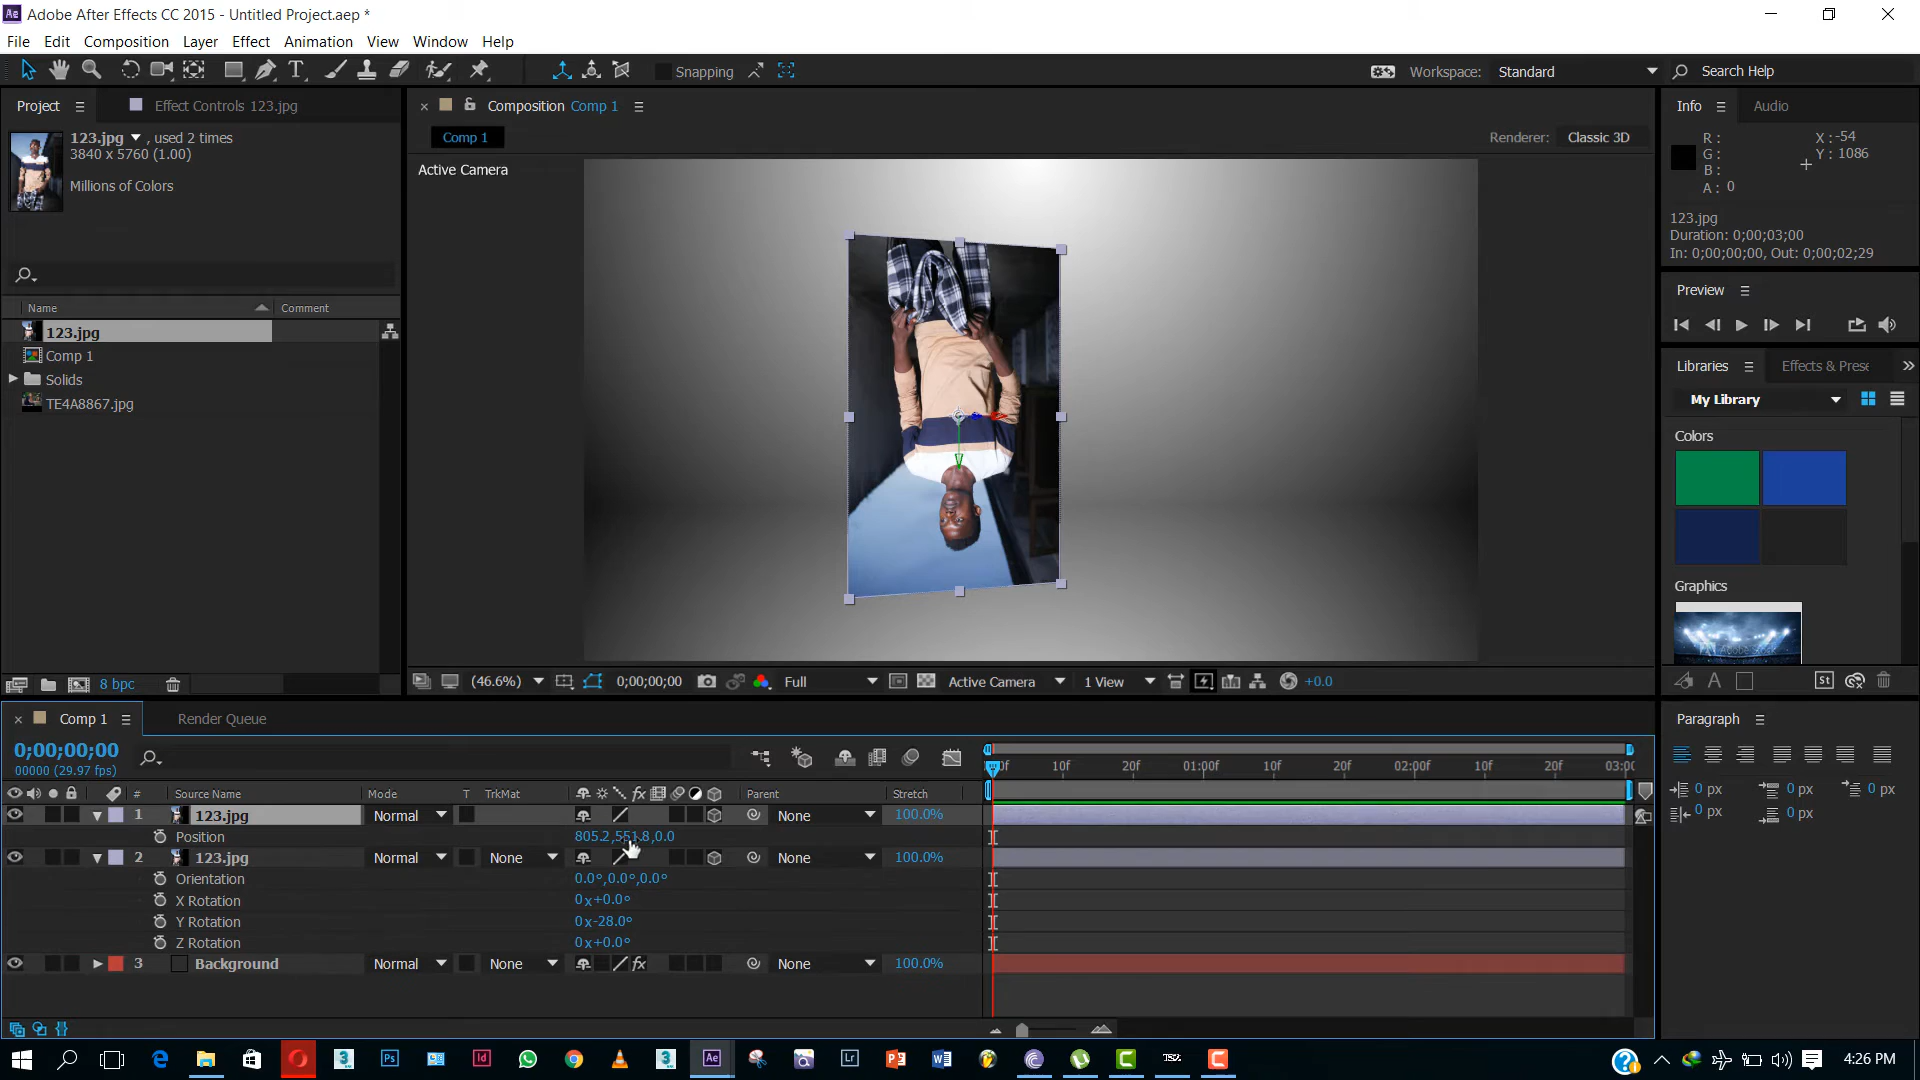 Adobe After Effects CC 2015 - Untitled Project.aep *
File Edit Composition Layer Effect Animation View Window Help
Snapping
Workspace: Standard
Search Help
Project
Effect Controls 123.jpg
123.jpg , used 2 times
3840 x 5760 (1.00)
Millions of Colors
Name Comment
123.jpg
Comp 1
Solids
TE4A8867.jpg
8 bpc
Composition Comp 1
Comp 1
Renderer: Classic 3D
Active Camera
(46.6%) 0;00;00;00 Full Active Camera 1 View +0.0
Info Audio
R : X : -54
G : Y : 1086
B :
A : 0
123.jpg
Duration: 0;00;03;00
In: 0;00;00;00, Out: 0;00;02;29
Preview
Libraries Effects & Prese
My Library
Colors
Graphics
St
Comp 1 Render Queue
0;00;00;00
00000 (29.97 fps)
10f 20f 01:00f 10f 20f 02:00f 10f 20f
# Source Name Mode T TrkMat fx Parent Stretch
1 123.jpg Normal None 100.0%
Position 805.2,551.8,0.0
2 123.jpg Normal None None 100.0%
Orientation 0.0°,0.0°,0.0°
X Rotation 0x+0.0°
Y Rotation 0x-28.0°
Z Rotation 0x+0.0°
3 Background Normal None fx None 100.0%
Paragraph
0 px 0 px 0 px
0 px 0 px
4:26 PM